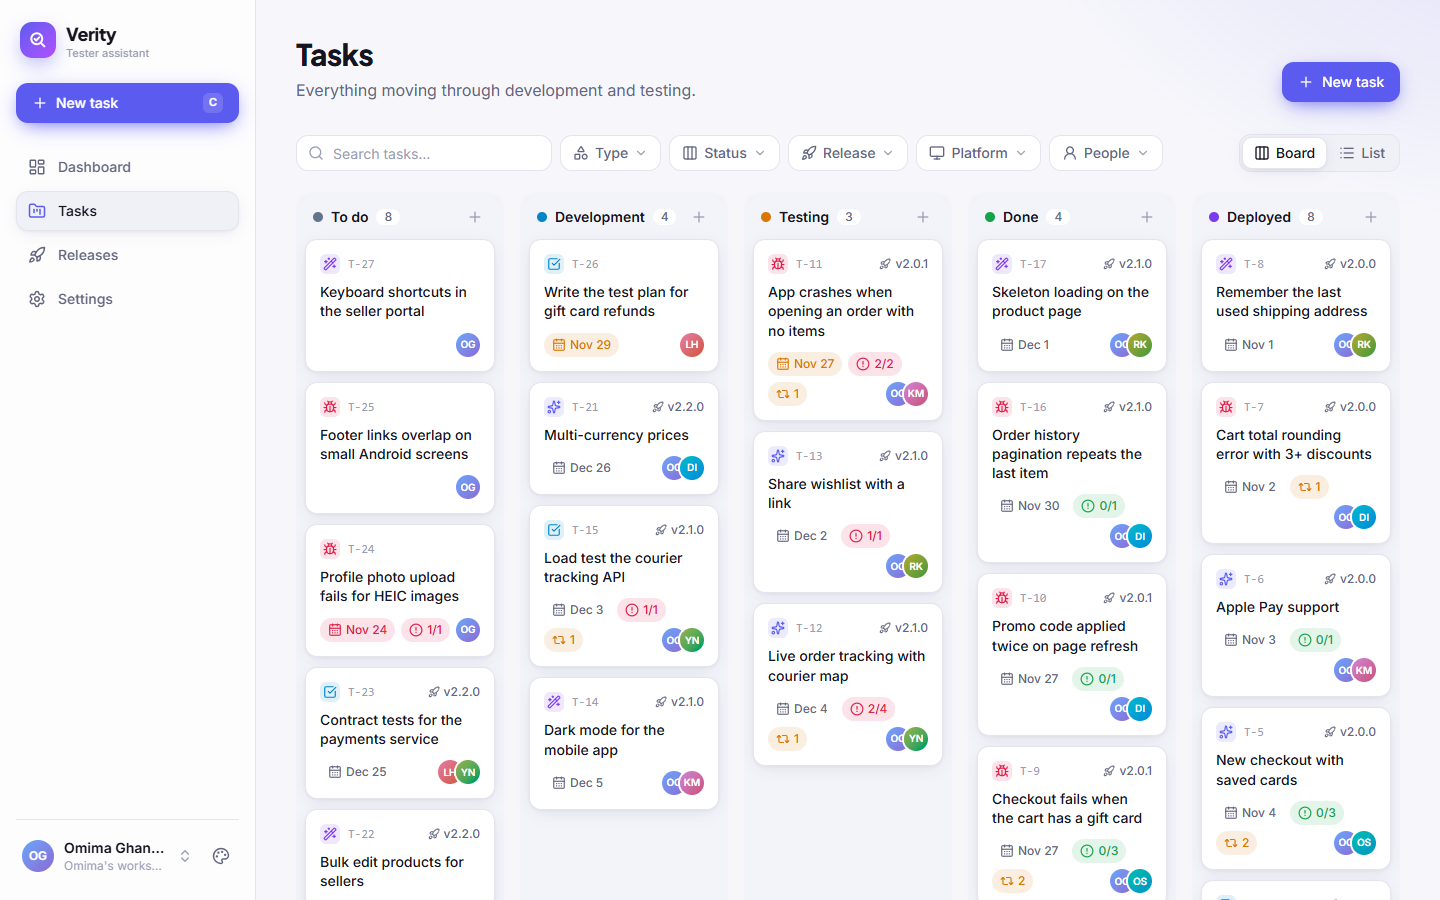 Verity
Tester assistant
New task
C
Dashboard
Tasks
Releases
Settings
OG
Omima Ghan...
Omima's works...
Tasks
Everything moving through development and testing.
New task
Search tasks...
Type
Status
Release
Platform
People
Board
List
To do 8
T-27
Keyboard shortcuts in
the seller portal
OG
T-25
Footer links overlap on
small Android screens
OG
T-24
Profile photo upload
fails for HEIC images
Nov 24 1/1 OG
T-23 v2.2.0
Contract tests for the
payments service
Dec 25 LH YN
T-22 v2.2.0
Bulk edit products for
sellers
Development 4
T-26
Write the test plan for
gift card refunds
Nov 29 LH
T-21 v2.2.0
Multi-currency prices
Dec 26 OG DI
T-15 v2.1.0
Load test the courier
tracking API
Dec 3 1/1
1 OG YN
T-14 v2.1.0
Dark mode for the
mobile app
Dec 5 OG KM
Testing 3
T-11 v2.0.1
App crashes when
opening an order with
no items
Nov 27 2/2
1 OG KM
T-13 v2.1.0
Share wishlist with a
link
Dec 2 1/1
OG RK
T-12 v2.1.0
Live order tracking with
courier map
Dec 4 2/4
1 OG YN
Done 4
T-17 v2.1.0
Skeleton loading on the
product page
Dec 1 OG RK
T-16 v2.1.0
Order history
pagination repeats the
last item
Nov 30 0/1
OG DI
T-10 v2.0.1
Promo code applied
twice on page refresh
Nov 27 0/1
OG DI
T-9 v2.0.1
Checkout fails when
the cart has a gift card
Nov 27 0/3
2 OG OS
Deployed 8
T-8 v2.0.0
Remember the last
used shipping address
Nov 1 OG RK
T-7 v2.0.0
Cart total rounding
error with 3+ discounts
Nov 2 1
OG DI
T-6 v2.0.0
Apple Pay support
Nov 3 0/1
OG KM
T-5 v2.0.0
New checkout with
saved cards
Nov 4 0/3
2 OG OS